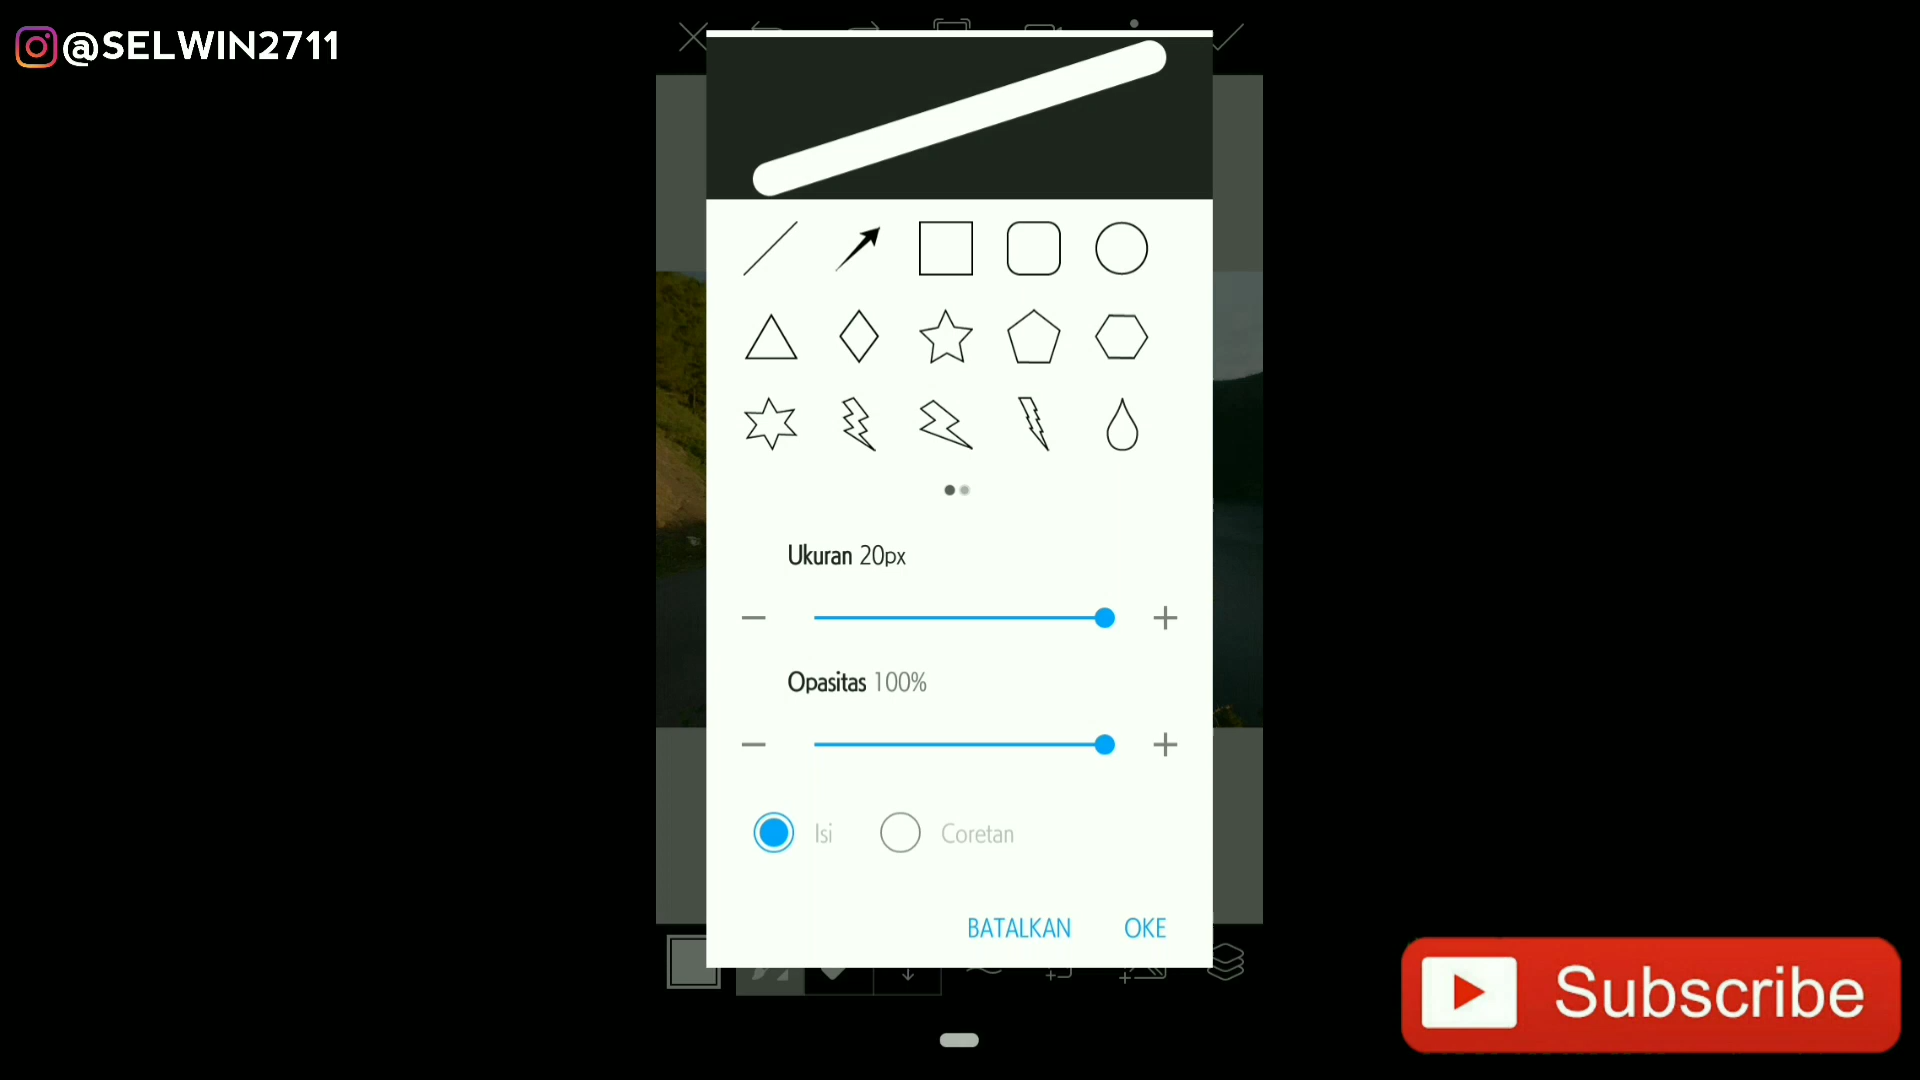 @SELWIN2711
Ukuran 20px
Opasitas 100%
Isi
Coretan
BATALKAN
OKE
Subscribe